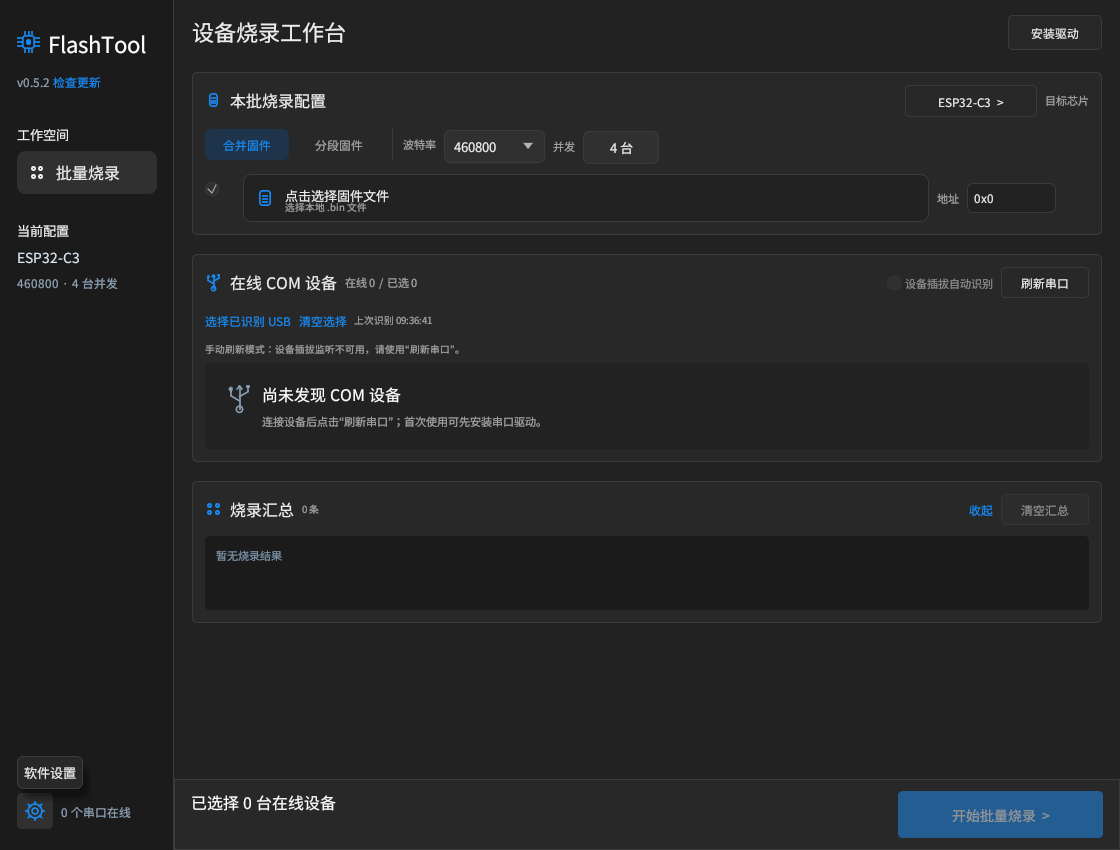 FlashTool
v0.5.2 检查更新
工作空间
批量烧录
当前配置
ESP32-C3
460800 · 4 台并发
软件设置
0 个串口在线
设备烧录工作台
安装驱动
本批烧录配置
ESP32-C3 >
目标芯片
合并固件
分段固件
波特率
460800
并发
4 台
点击选择固件文件
选择本地 .bin 文件
地址
0x0
在线 COM 设备
在线 0 / 已选 0
设备插拔自动识别
刷新串口
选择已识别 USB
清空选择
上次识别 09:36:41
手动刷新模式：设备插拔监听不可用，请使用“刷新串口”。
尚未发现 COM 设备
连接设备后点击“刷新串口”；首次使用可先安装串口驱动。
烧录汇总
0 条
收起
清空汇总
暂无烧录结果
已选择 0 台在线设备
开始批量烧录 >